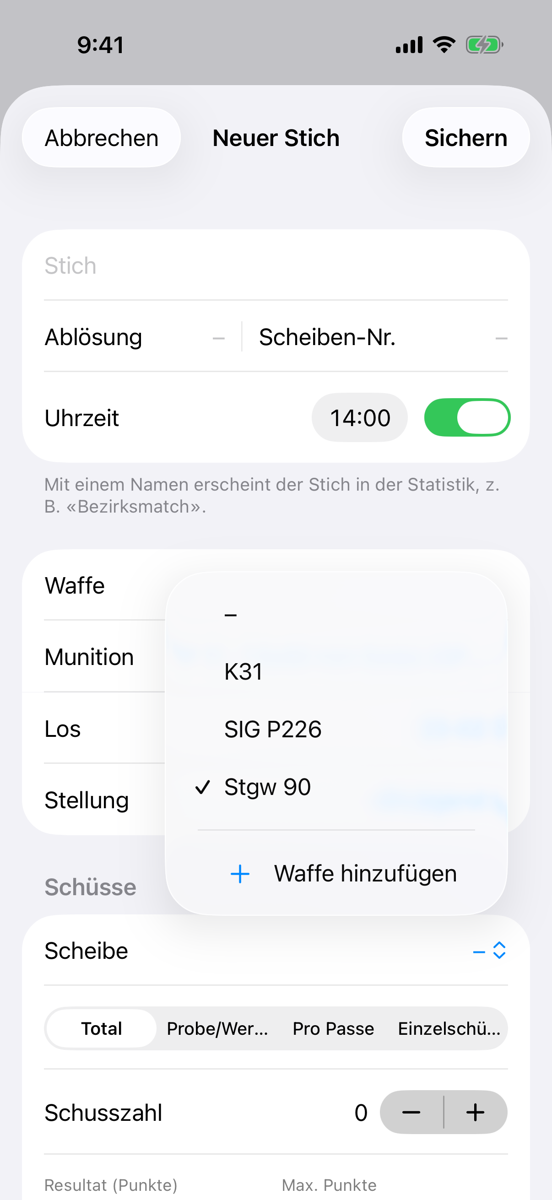 9:41
Abbrechen
Neuer Stich
Sichern
Stich
Ablösung –
Scheiben-Nr. –
Uhrzeit 14:00
Mit einem Namen erscheint der Stich in der Statistik, z.
B. «Bezirksmatch».
Waffe
–
K31
SIG P226
✓ Stgw 90
+ Waffe hinzufügen
Munition
Los
Stellung
Schüsse
Scheibe –
Total
Probe/Wer...
Pro Passe
Einzelschü...
Schusszahl 0 − +
Resultat (Punkte)
Max. Punkte